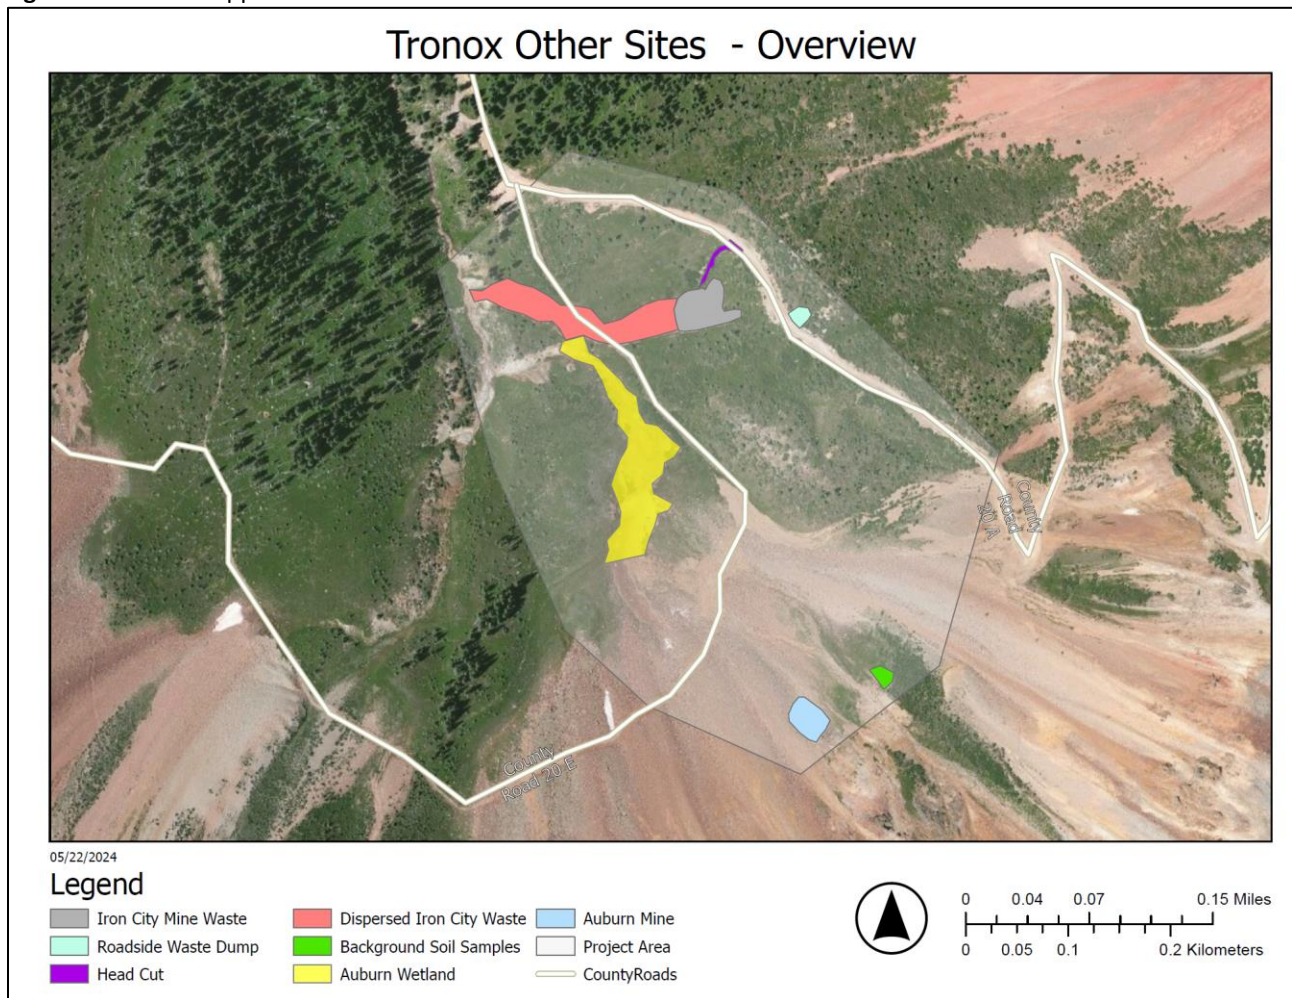 Tronox Other Sites - Overview
County
Road
20 A
County
Road 20 E
05/22/2024
Legend
Iron City Mine Waste
Roadside Waste Dump
Head Cut
Dispersed Iron City Waste
Background Soil Samples
Auburn Wetland
Auburn Mine
Project Area
CountyRoads
0 0.04 0.07 0.15 Miles
0 0.05 0.1 0.2 Kilometers